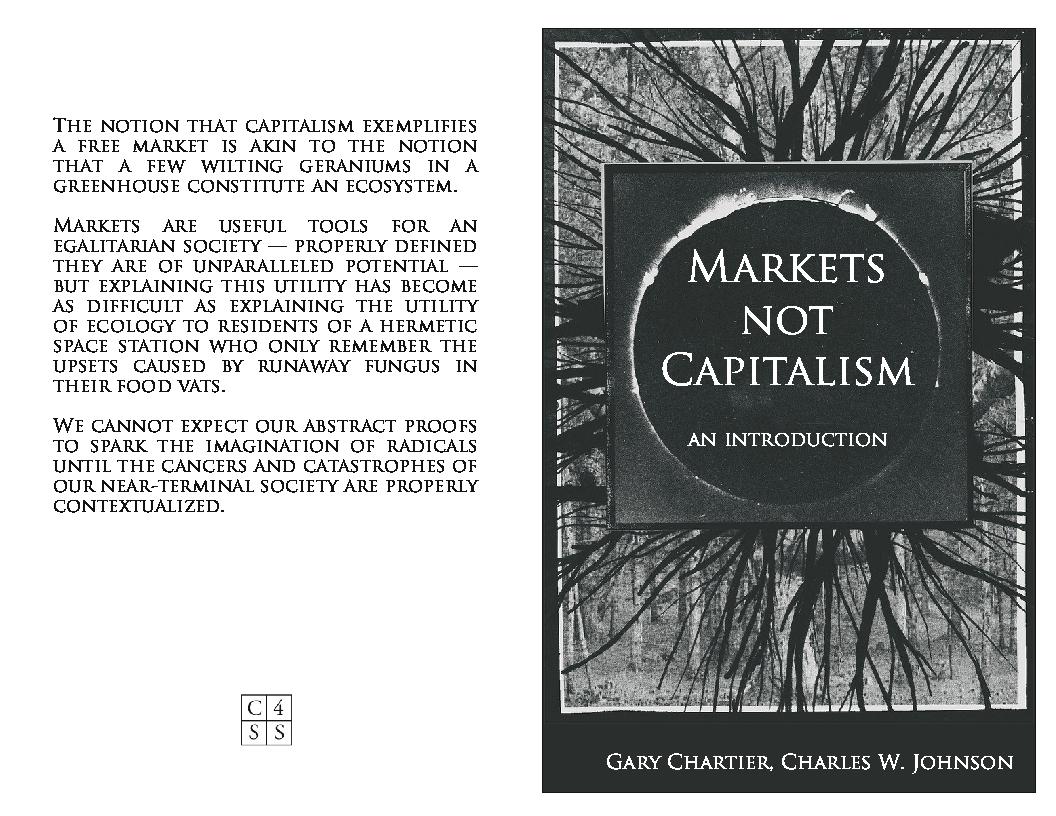 THE NOTION THAT CAPITALISM EXEMPLIFIES
A FREE MARKET IS AKIN TO THE NOTION
THAT A FEW WILTING GERANIUMS IN A
GREENHOUSE CONSTITUTE AN ECOSYSTEM.
MARKETS ARE USEFUL TOOLS FOR AN
EGALITARIAN SOCIETY — PROPERLY DEFINED
THEY ARE OF UNPARALLELED POTENTIAL —
BUT EXPLAINING THIS UTILITY HAS BECOME
AS DIFFICULT AS EXPLAINING THE UTILITY
OF ECOLOGY TO RESIDENTS OF A HERMETIC
SPACE STATION WHO ONLY REMEMBER THE
UPSETS CAUSED BY RUNAWAY FUNGUS IN
THEIR FOOD VATS.
WE CANNOT EXPECT OUR ABSTRACT PROOFS
TO SPARK THE IMAGINATION OF RADICALS
UNTIL THE CANCERS AND CATASTROPHES OF
OUR NEAR-TERMINAL SOCIETY ARE PROPERLY
CONTEXTUALIZED.
C 4
S S
MARKETS
NOT
CAPITALISM
AN INTRODUCTION
GARY CHARTIER, CHARLES W. JOHNSON